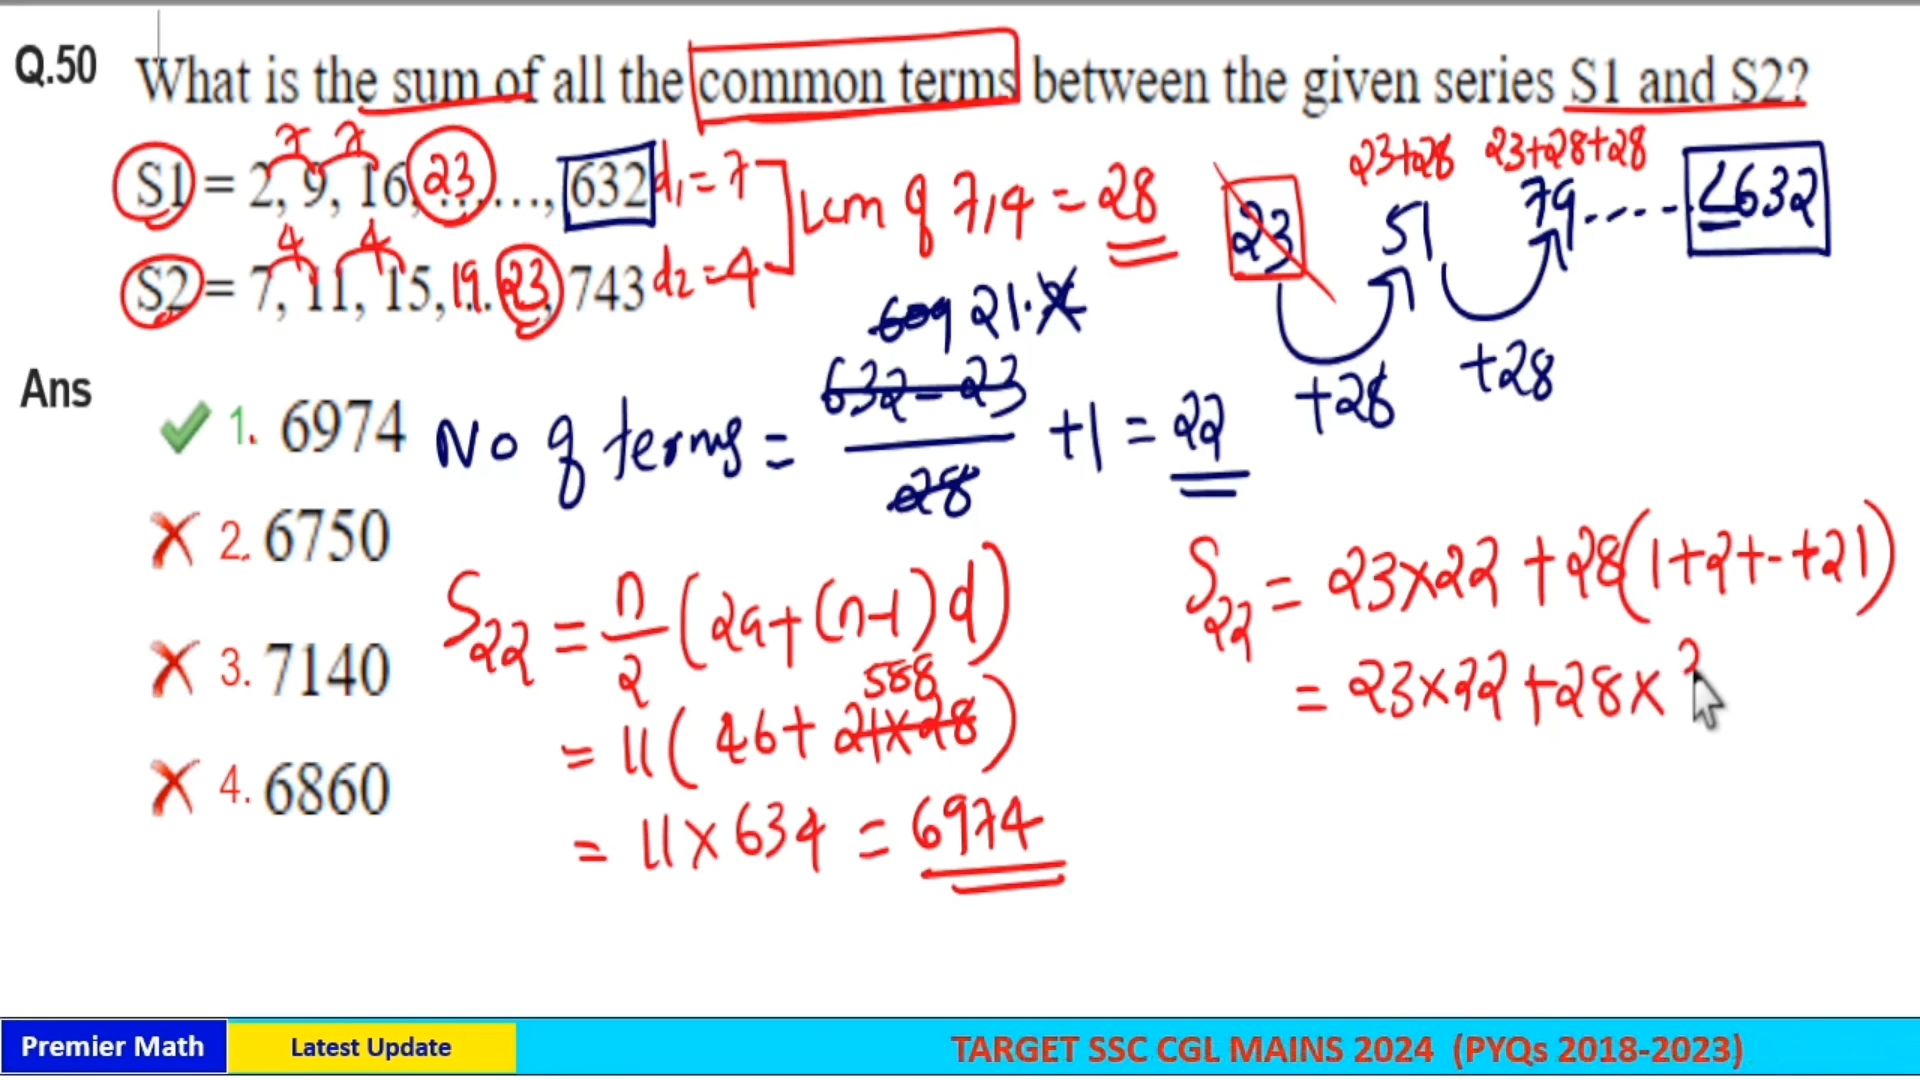 Q.50 What is the sum of all the common terms between the given series S1 and S2?
7 7
S1 = 2, 9, 16, 23 ......, 632 d1 = 7
4 4
S2 = 7, 11, 15, 19, ... 23, 743 d2 = 4
Lcm of 7,4 = 28
23+28 23+28+28
23 51 79 ..... ≤632
+28 +28
Ans
1. 6974
2. 6750
3. 7140
4. 6860
609 21.
No of terms = 632 - 23 / 28 + 1 = 22
S22 = n/2 (2a + (n-1) d)
588
= 11 ( 46 + 21×28 )
= 11 × 634 = 6974
S22 = 23×22 + 28(1+2+--+21)
= 23×22 + 28×
Premier Math
Latest Update
TARGET SSC CGL MAINS 2024 (PYQs 2018-2023)